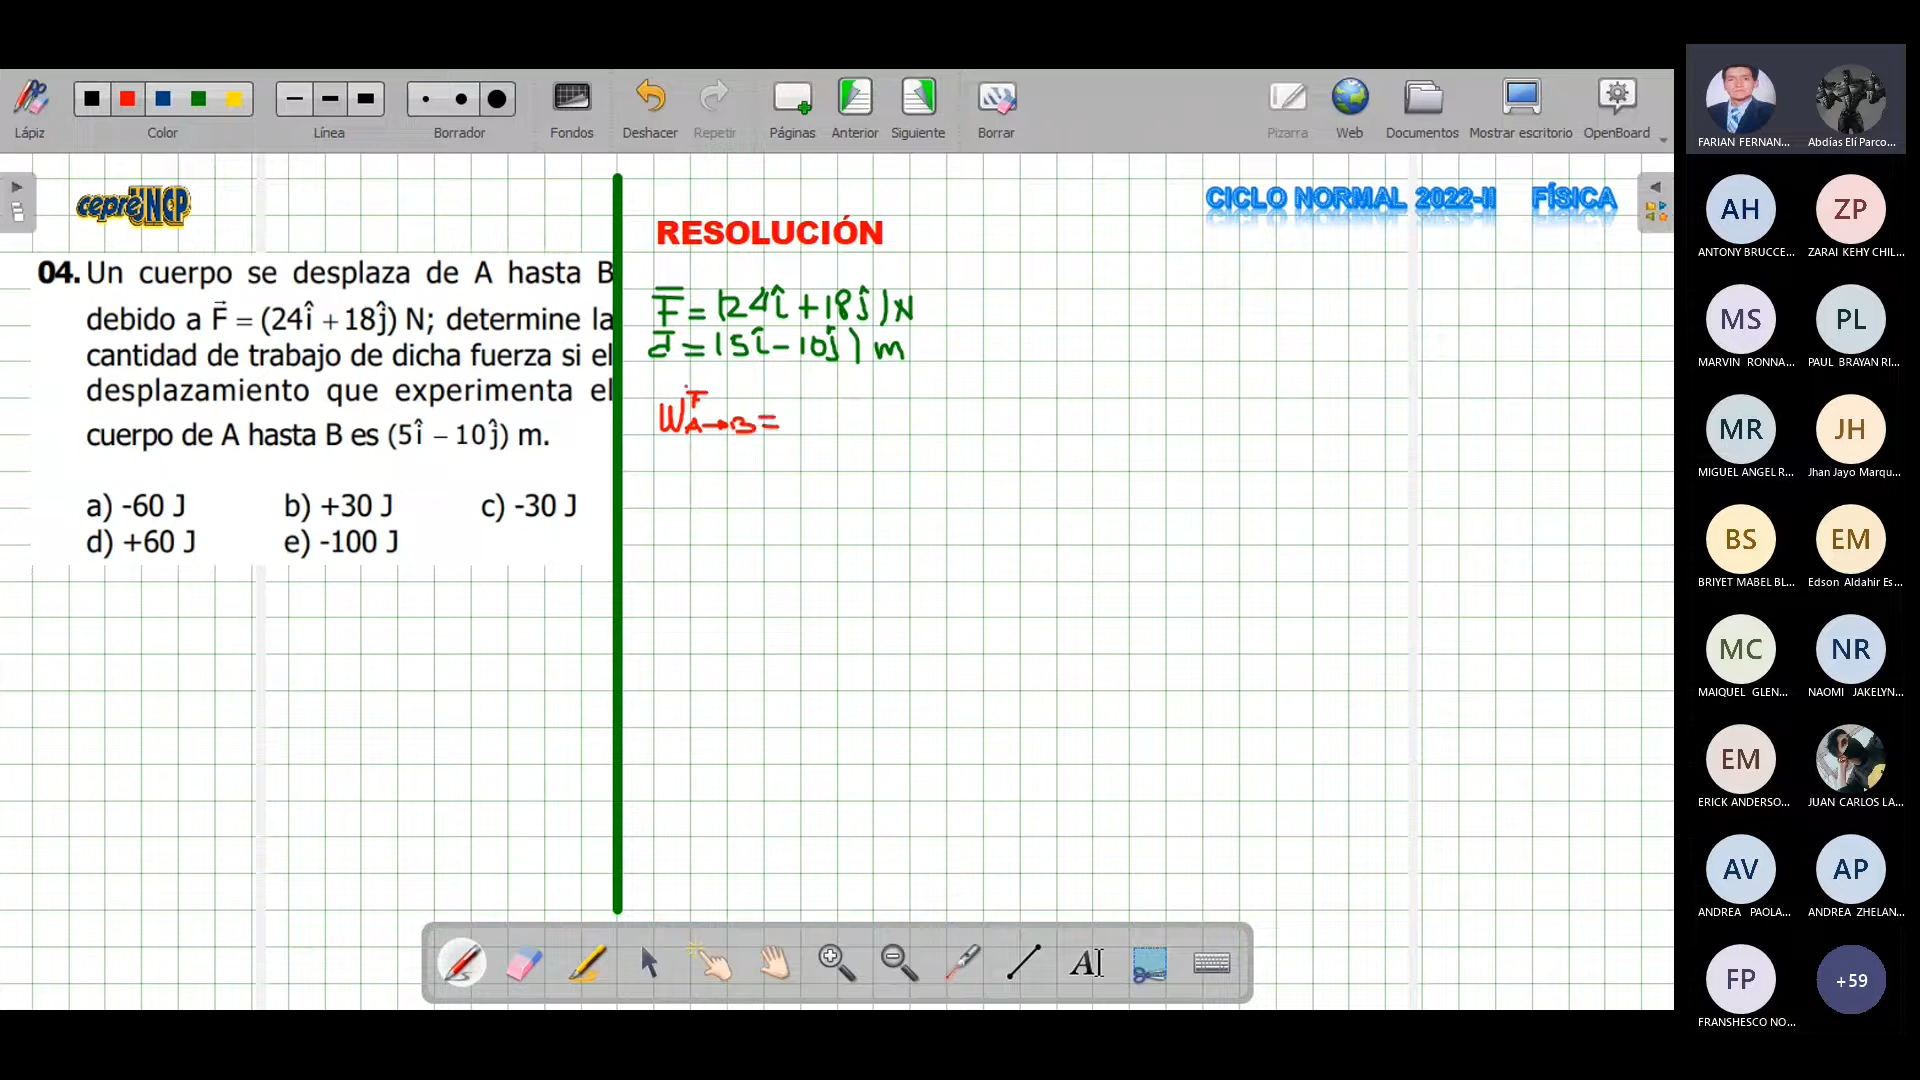 Lápiz
Color
Línea
Borrador
Fondos
Deshacer
Repetir
Páginas
Anterior
Siguiente
Borrar
Pizarra
Web
Documentos
Mostrar escritorio
OpenBoard
cepreUNCP
CICLO NORMAL 2022-II FÍSICA
04. Un cuerpo se desplaza de A hasta B
debido a F⃗ = (24î + 18ĵ) N; determine la
cantidad de trabajo de dicha fuerza si el
desplazamiento que experimenta el
cuerpo de A hasta B es (5î − 10ĵ) m.
a) -60 J b) +30 J c) -30 J
d) +60 J e) -100 J
RESOLUCIÓN
F̅ = (24î + 18ĵ) N
d̅ = (5î − 10ĵ) m
W^F_A→B =
AI
FARIAN FERNAN...
Abdías Elí Parco...
AH
ANTONY BRUCCE...
ZP
ZARAI KEHY CHIL...
MS
MARVIN RONNA...
PL
PAUL BRAYAN RI...
MR
MIGUEL ANGEL R...
JH
Jhan Jayo Marqu...
BS
BRIYET MABEL BL...
EM
Edson Aldahir Es...
MC
MAIQUEL GLEN...
NR
NAOMI JAKELYN...
EM
ERICK ANDERSO...
JUAN CARLOS LA...
AV
ANDREA PAOLA...
AP
ANDREA ZHELAN...
FP
FRANSHESCO NO...
+59